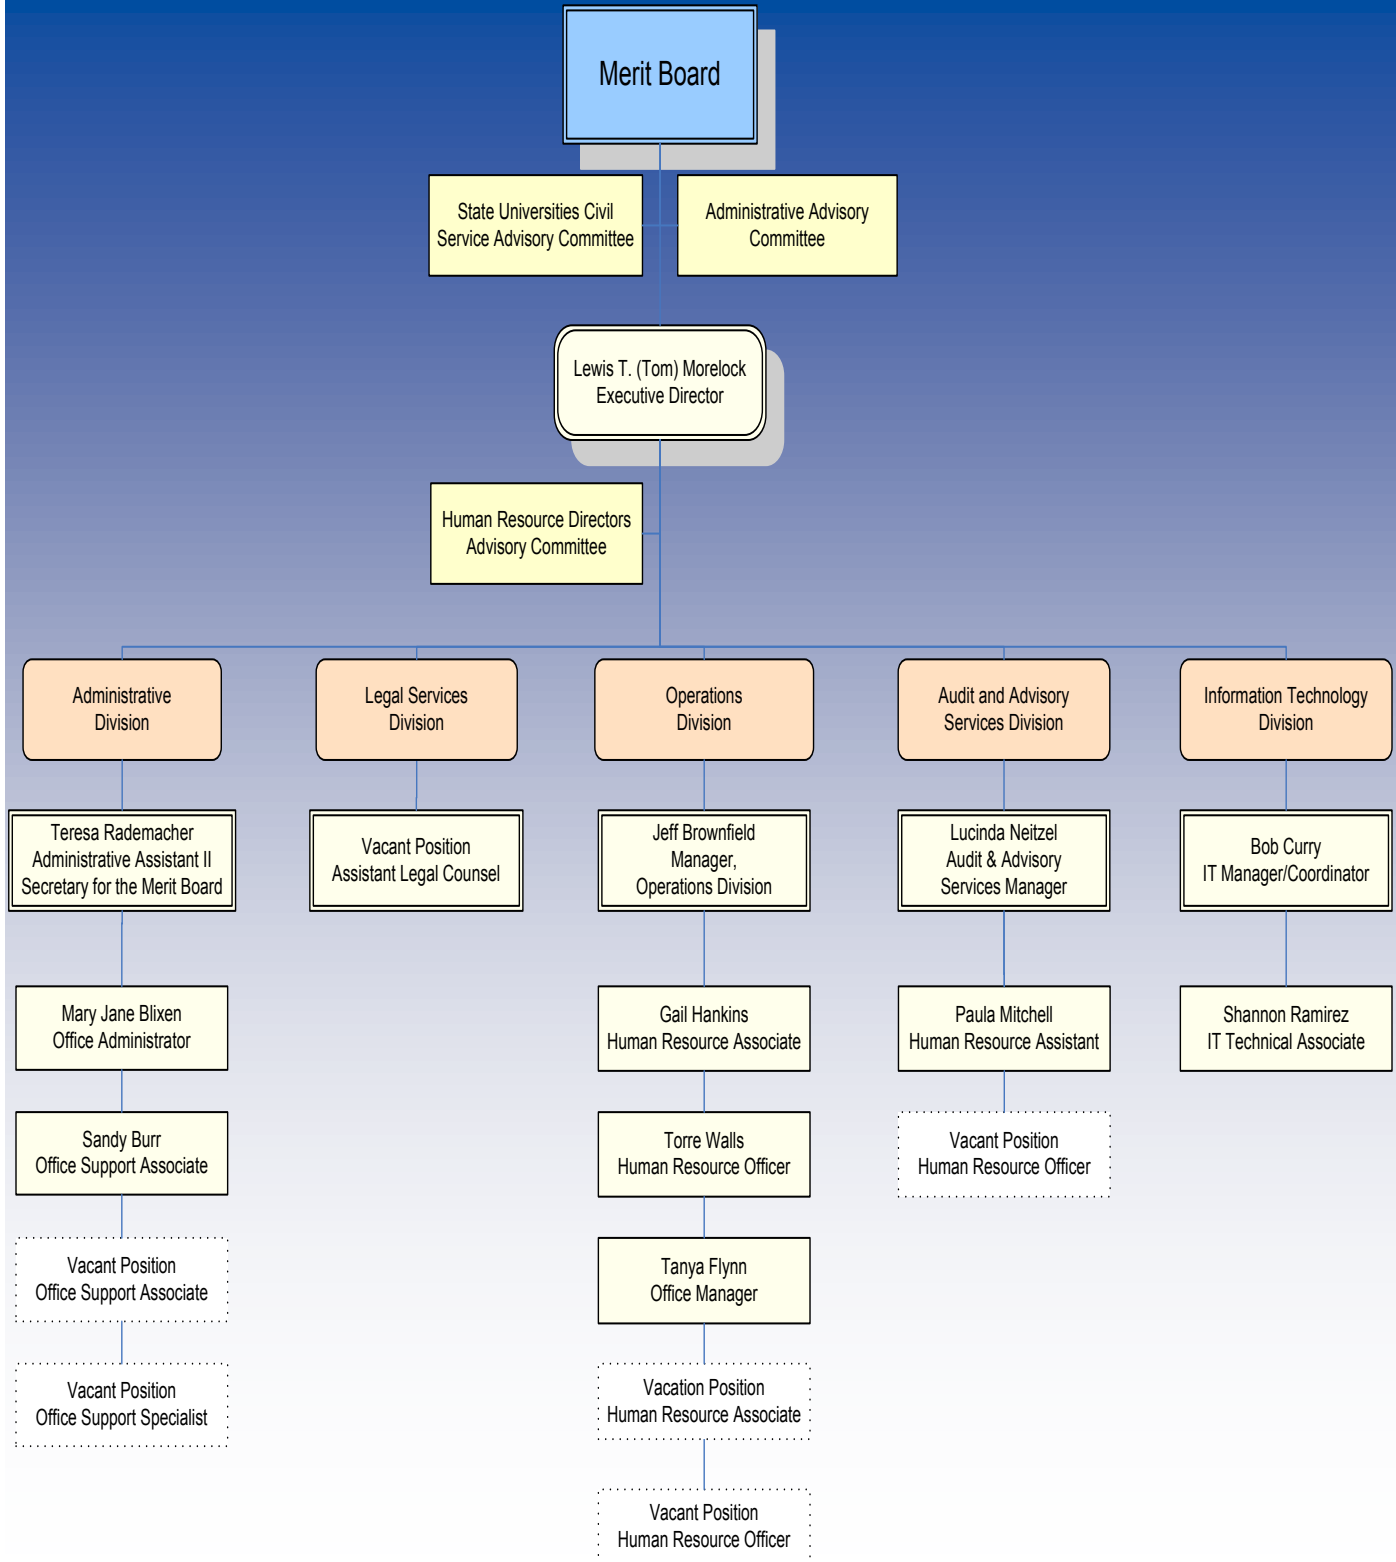 Merit Board
State Universities Civil
Service Advisory Committee
Administrative Advisory
Committee
Lewis T. (Tom) Morelock
Executive Director
Human Resource Directors
Advisory Committee
Administrative
Division
Legal Services
Division
Operations
Division
Audit and Advisory
Services Division
Information Technology
Division
Teresa Rademacher
Administrative Assistant II
Secretary for the Merit Board
Vacant Position
Assistant Legal Counsel
Jeff Brownfield
Manager,
Operations Division
Lucinda Neitzel
Audit & Advisory
Services Manager
Bob Curry
IT Manager/Coordinator
Mary Jane Blixen
Office Administrator
Gail Hankins
Human Resource Associate
Paula Mitchell
Human Resource Assistant
Shannon Ramirez
IT Technical Associate
Sandy Burr
Office Support Associate
Torre Walls
Human Resource Officer
Vacant Position
Human Resource Officer
Vacant Position
Office Support Associate
Tanya Flynn
Office Manager
Vacant Position
Office Support Specialist
Vacation Position
Human Resource Associate
Vacant Position
Human Resource Officer